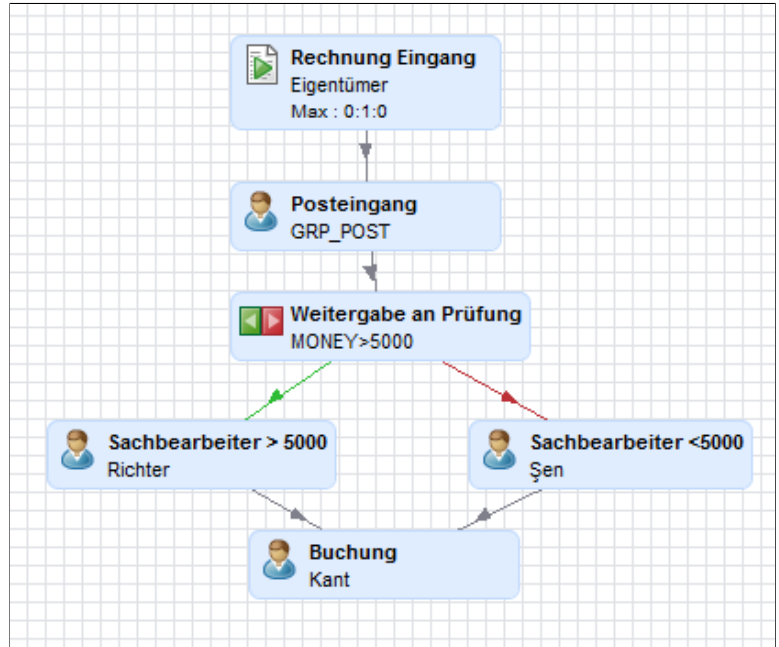 Rechnung Eingang
Eigentümer
Max : 0:1:0
Posteingang
GRP_POST
Weitergabe an Prüfung
MONEY>5000
Sachbearbeiter > 5000
Richter
Sachbearbeiter <5000
Şen
Buchung
Kant